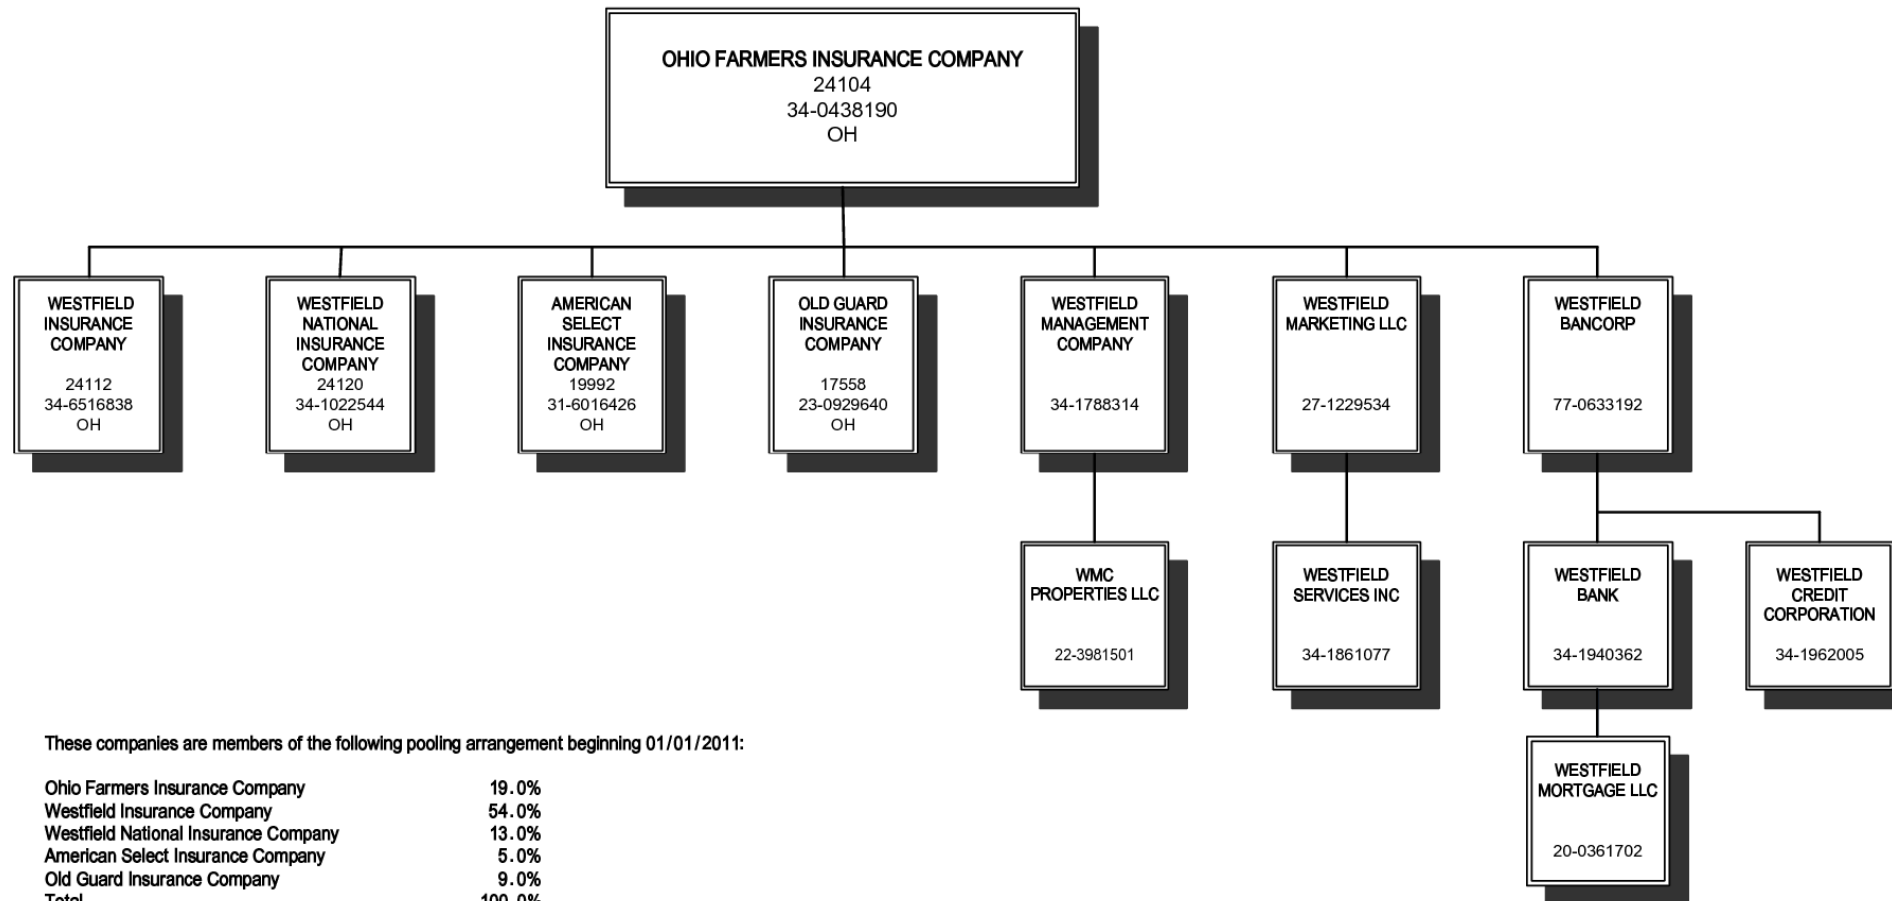 OHIO FARMERS INSURANCE COMPANY
24104
34-0438190
OH
WESTFIELD
INSURANCE
COMPANY
24112
34-6516838
OH
WESTFIELD
NATIONAL
INSURANCE
COMPANY
24120
34-1022544
OH
AMERICAN
SELECT
INSURANCE
COMPANY
19992
31-6016426
OH
OLD GUARD
INSURANCE
COMPANY
17558
23-0929640
OH
WESTFIELD
MANAGEMENT
COMPANY
34-1788314
WESTFIELD
MARKETING LLC
27-1229534
WESTFIELD
BANCORP
77-0633192
WMC
PROPERTIES LLC
22-3981501
WESTFIELD
SERVICES INC
34-1861077
WESTFIELD
BANK
34-1940362
WESTFIELD
CREDIT
CORPORATION
34-1962005
WESTFIELD
MORTGAGE LLC
20-0361702
These companies are members of the following pooling arrangement beginning 01/01/2011:
Ohio Farmers Insurance Company 19.0%
Westfield Insurance Company 54.0%
Westfield National Insurance Company 13.0%
American Select Insurance Company 5.0%
Old Guard Insurance Company 9.0%
Total 100.0%